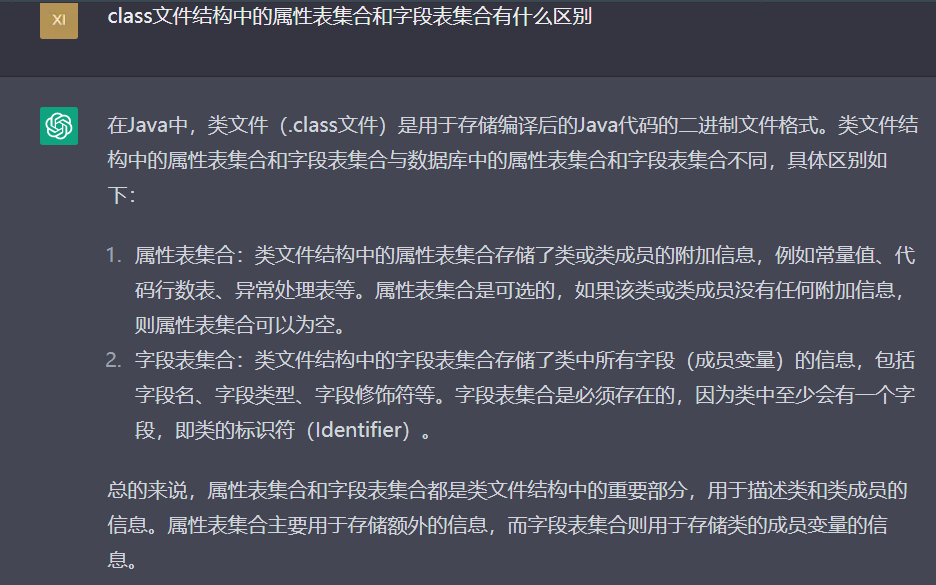 XI
class文件结构中的属性表集合和字段表集合有什么区别
在Java中，类文件（.class文件）是用于存储编译后的Java代码的二进制文件格式。类文件结
构中的属性表集合和字段表集合与数据库中的属性表集合和字段表集合不同，具体区别如
下：
1. 属性表集合：类文件结构中的属性表集合存储了类或类成员的附加信息，例如常量值、代
码行数表、异常处理表等。属性表集合是可选的，如果该类或类成员没有任何附加信息，
则属性表集合可以为空。
2. 字段表集合：类文件结构中的字段表集合存储了类中所有字段（成员变量）的信息，包括
字段名、字段类型、字段修饰符等。字段表集合是必须存在的，因为类中至少会有一个字
段，即类的标识符（Identifier）。
总的来说，属性表集合和字段表集合都是类文件结构中的重要部分，用于描述类和类成员的
信息。属性表集合主要用于存储额外的信息，而字段表集合则用于存储类的成员变量的信
息。